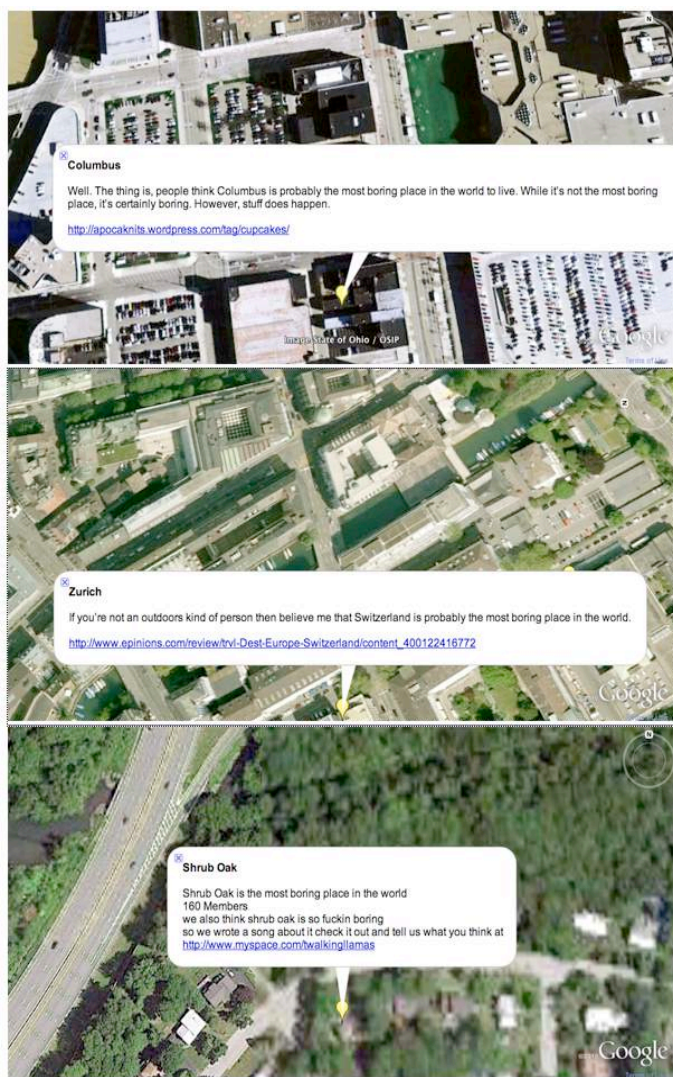 N
Columbus
Well. The thing is, people think Columbus is probably the most boring place in the world to live. While it's not the most boring
place, it's certainly boring. However, stuff does happen.
http://apocaknits.wordpress.com/tag/cupcakes/
Image State of Ohio / OSIP
Google
Terms of Use
N
Zurich
If you're not an outdoors kind of person then believe me that Switzerland is probably the most boring place in the world.
http://www.epinions.com/review/trvl-Dest-Europe-Switzerland/content_400122416772
Google
N
Shrub Oak
Shrub Oak is the most boring place in the world
160 Members
we also think shrub oak is so fuckin boring
so we wrote a song about it check it out and tell us what you think at
http://www.myspace.com/twalkingllamas
Google